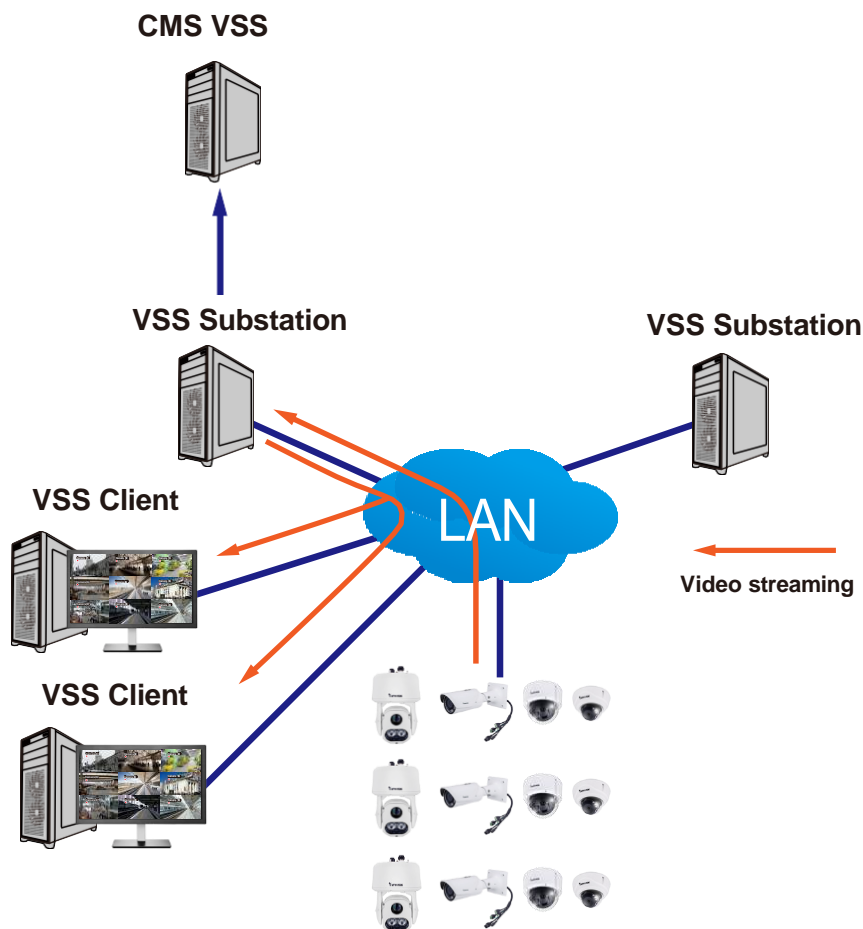 CMS VSS
VSS Substation
VSS Substation
VSS Client
LAN
Video streaming
VSS Client